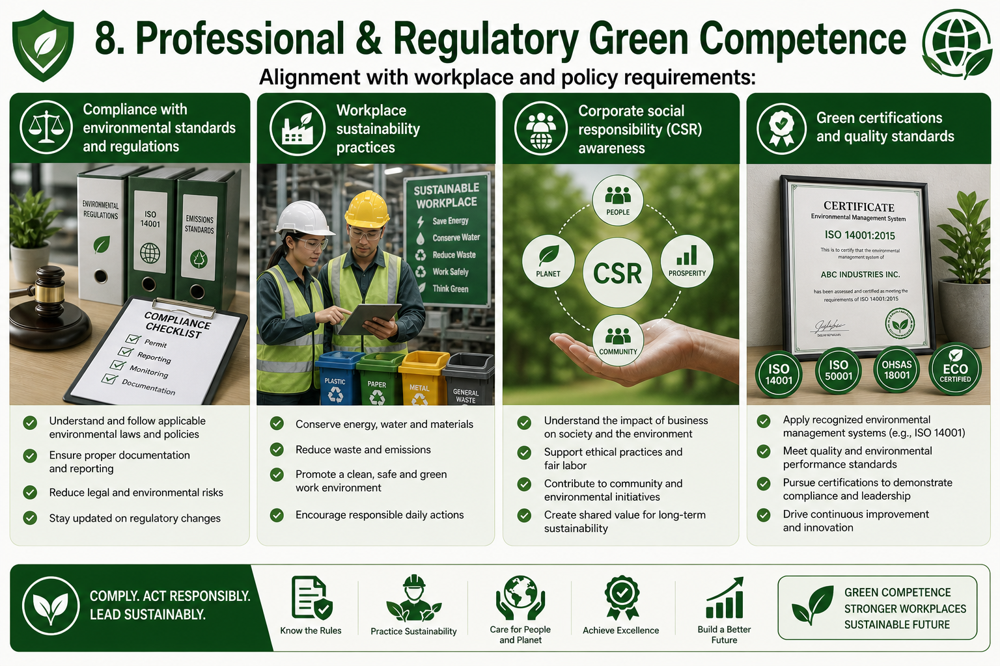 8. Professional & Regulatory Green Competence
Alignment with workplace and policy requirements:
Compliance with
environmental standards
and regulations
ENVIRONMENTAL
REGULATIONS
ISO
14001
EMISSIONS
STANDARDS
COMPLIANCE
CHECKLIST
Permit
Reporting
Monitoring
Documentation
Understand and follow applicable
environmental laws and policies
Ensure proper documentation
and reporting
Reduce legal and environmental risks
Stay updated on regulatory changes
Workplace
sustainability
practices
SUSTAINABLE
WORKPLACE
Save Energy
Conserve Water
Reduce Waste
Work Safely
Think Green
PLASTIC
PAPER
METAL
GENERAL
WASTE
Conserve energy, water and materials
Reduce waste and emissions
Promote a clean, safe and green
work environment
Encourage responsible daily actions
Corporate social
responsibility (CSR)
awareness
PEOPLE
PLANET
CSR
PROSPERITY
COMMUNITY
Understand the impact of business
on society and the environment
Support ethical practices and
fair labor
Contribute to community and
environmental initiatives
Create shared value for long-term
sustainability
Green certifications
and quality standards
CERTIFICATE
Environmental Management System
ISO 14001:2015
This is to certify that the environmental
management system of
ABC INDUSTRIES INC.
has been assessed and certified as meeting the
requirements of ISO 14001:2015
ISO
14001
ISO
50001
OHSAS
18001
ECO
CERTIFIED
Apply recognized environmental
management systems (e.g., ISO 14001)
Meet quality and environmental
performance standards
Pursue certifications to demonstrate
compliance and leadership
Drive continuous improvement
and innovation
COMPLY. ACT RESPONSIBLY.
LEAD SUSTAINABLY.
Know the Rules
Practice Sustainability
Care for People
and Planet
Achieve Excellence
Build a Better
Future
GREEN COMPETENCE
STRONGER WORKPLACES
SUSTAINABLE FUTURE